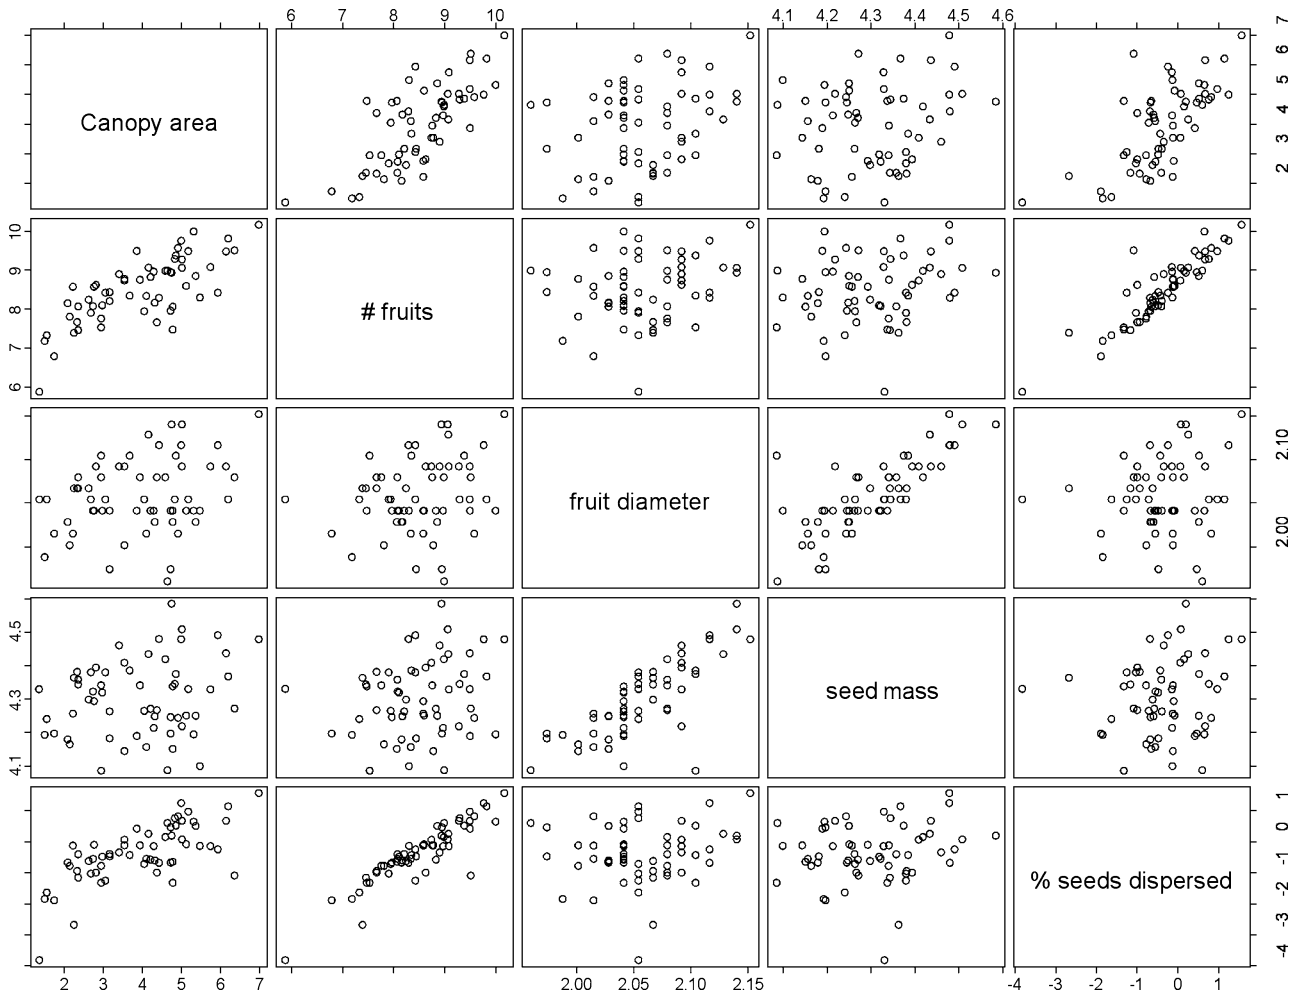 6 7 8 9 10
4.1 4.2 4.3 4.4 4.5 4.6
Canopy area
7
6
5
4
3
2
10
9
8
7
6
# fruits
fruit diameter
2.10
2.00
4.5
4.3
4.1
seed mass
% seeds dispersed
1
0
-1
-2
-3
-4
2 3 4 5 6 7
2.00 2.05 2.10 2.15
-4 -3 -2 -1 0 1